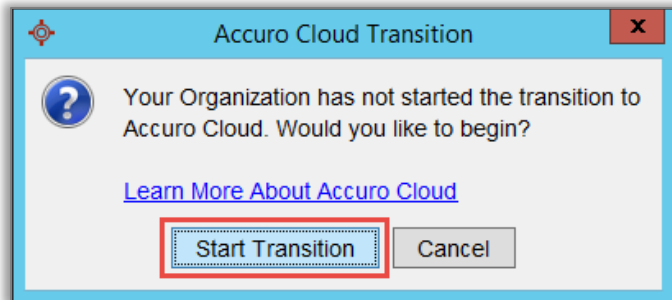 Accuro Cloud Transition
x
Your Organization has not started the transition to
Accuro Cloud. Would you like to begin?
Learn More About Accuro Cloud
Start Transition Cancel